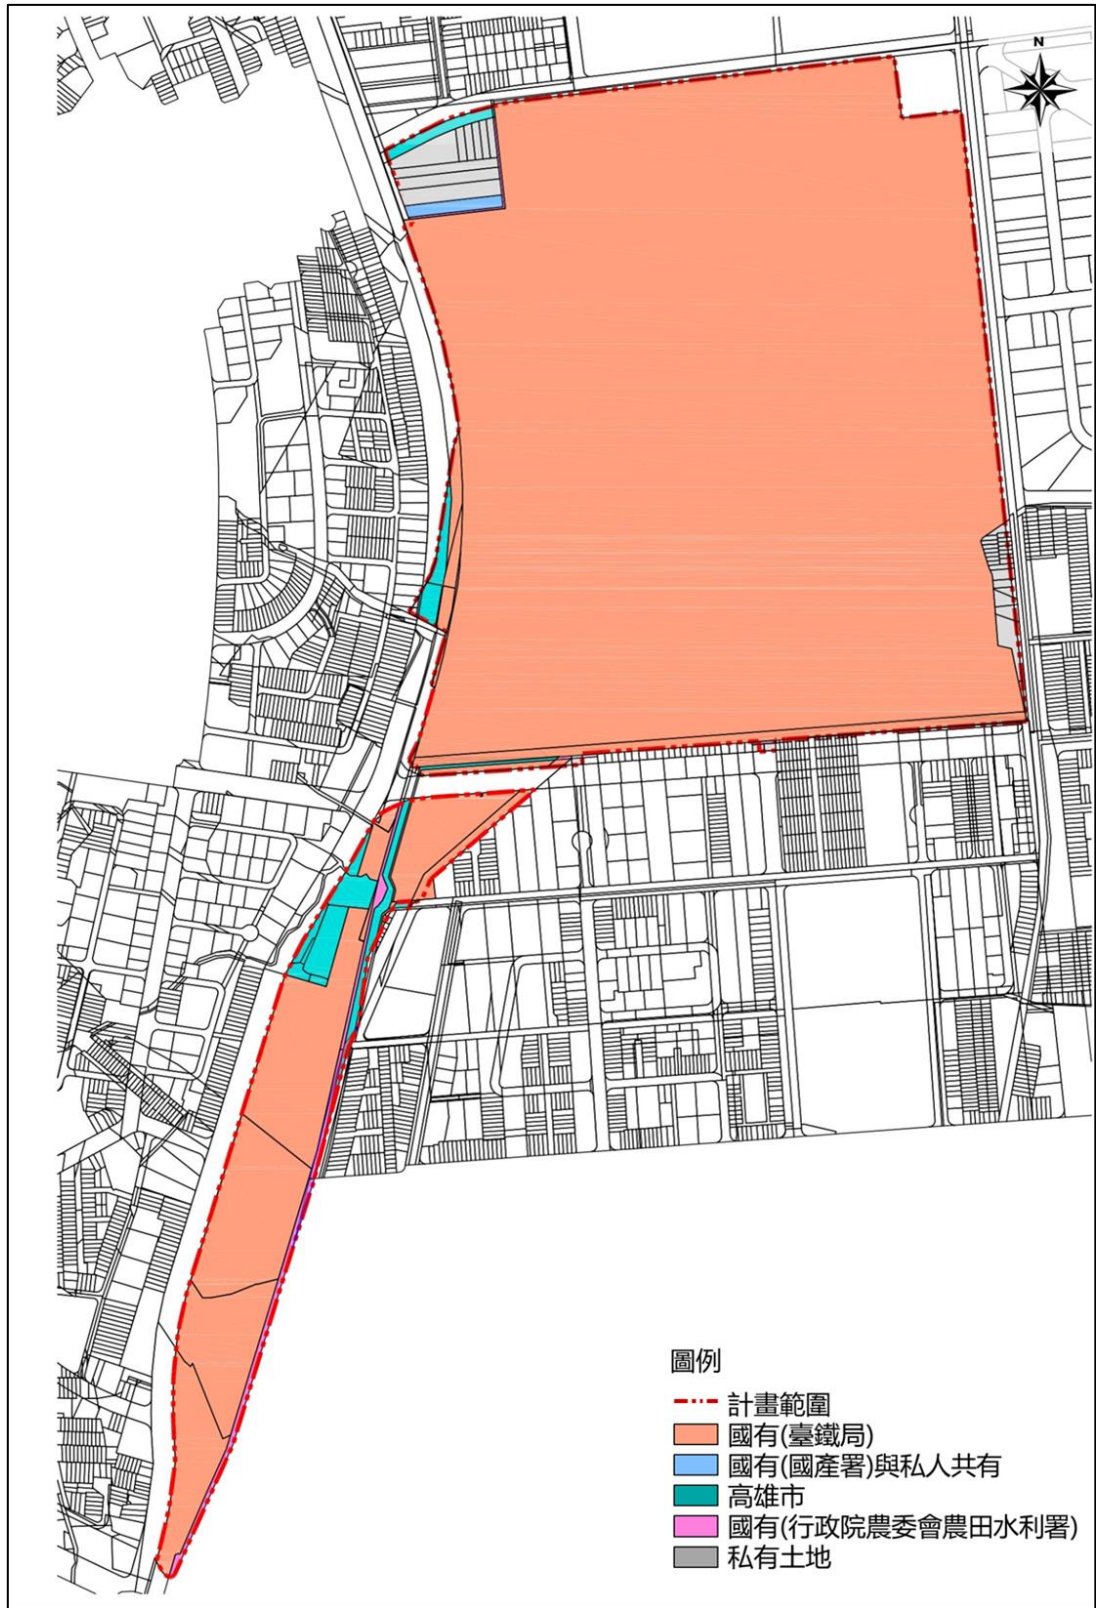 N
圖例
計畫範圍
國有(臺鐵局)
國有(國產署)與私人共有
高雄市
國有(行政院農委會農田水利署)
私有土地